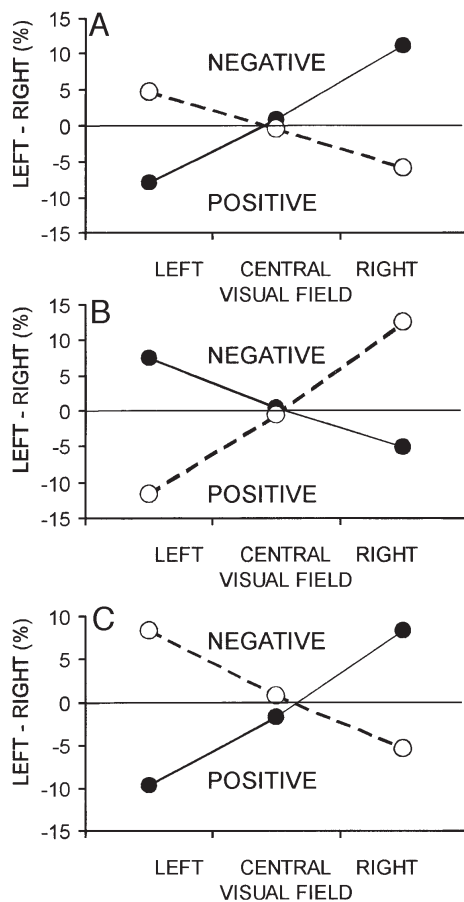 A
15
10
5
0
-5
-10
-15
LEFT - RIGHT (%)
NEGATIVE
POSITIVE
LEFT CENTRAL RIGHT
VISUAL FIELD
B
15
10
5
0
-5
-10
-15
LEFT - RIGHT (%)
NEGATIVE
POSITIVE
LEFT CENTRAL RIGHT
VISUAL FIELD
C
10
5
0
-5
-10
-15
LEFT - RIGHT (%)
NEGATIVE
POSITIVE
LEFT CENTRAL RIGHT
VISUAL FIELD